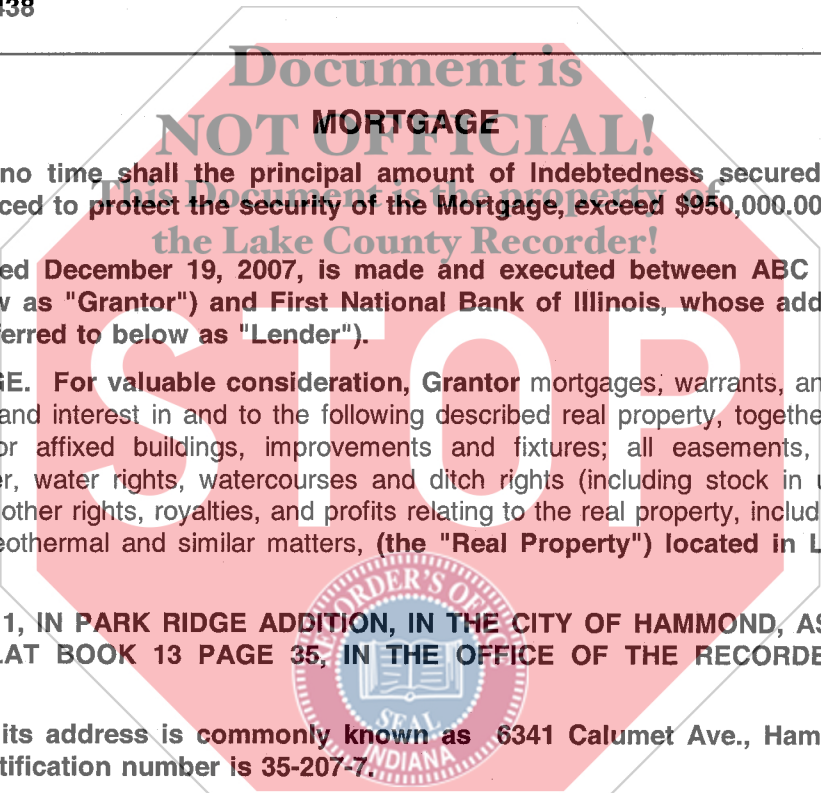 438
Document is
MORTGAGE
NOT OFFICIAL!
no time shall the principal amount of Indebtedness secured
This Document is the property of
ced to protect the security of the Mortgage, exceed $950,000.00
the Lake County Recorder!
ed December 19, 2007, is made and executed between ABC
w as "Grantor") and First National Bank of Illinois, whose add
ferred to below as "Lender").
GE. For valuable consideration, Grantor mortgages, warrants, an
and interest in and to the following described real property, togethe
or affixed buildings, improvements and fixtures; all easements,
er, water rights, watercourses and ditch rights (including stock in u
other rights, royalties, and profits relating to the real property, includ
eothermal and similar matters, (the "Real Property") located in L
STOP
1, IN PARK RIDGE ADDITION, IN THE CITY OF HAMMOND, AS
LAT BOOK 13 PAGE 35, IN THE OFFICE OF THE RECORDE
its address is commonly known as 6341 Calumet Ave., Ham
tification number is 35-207-7.
RECORDER'S OFFICE
SEAL
INDIANA